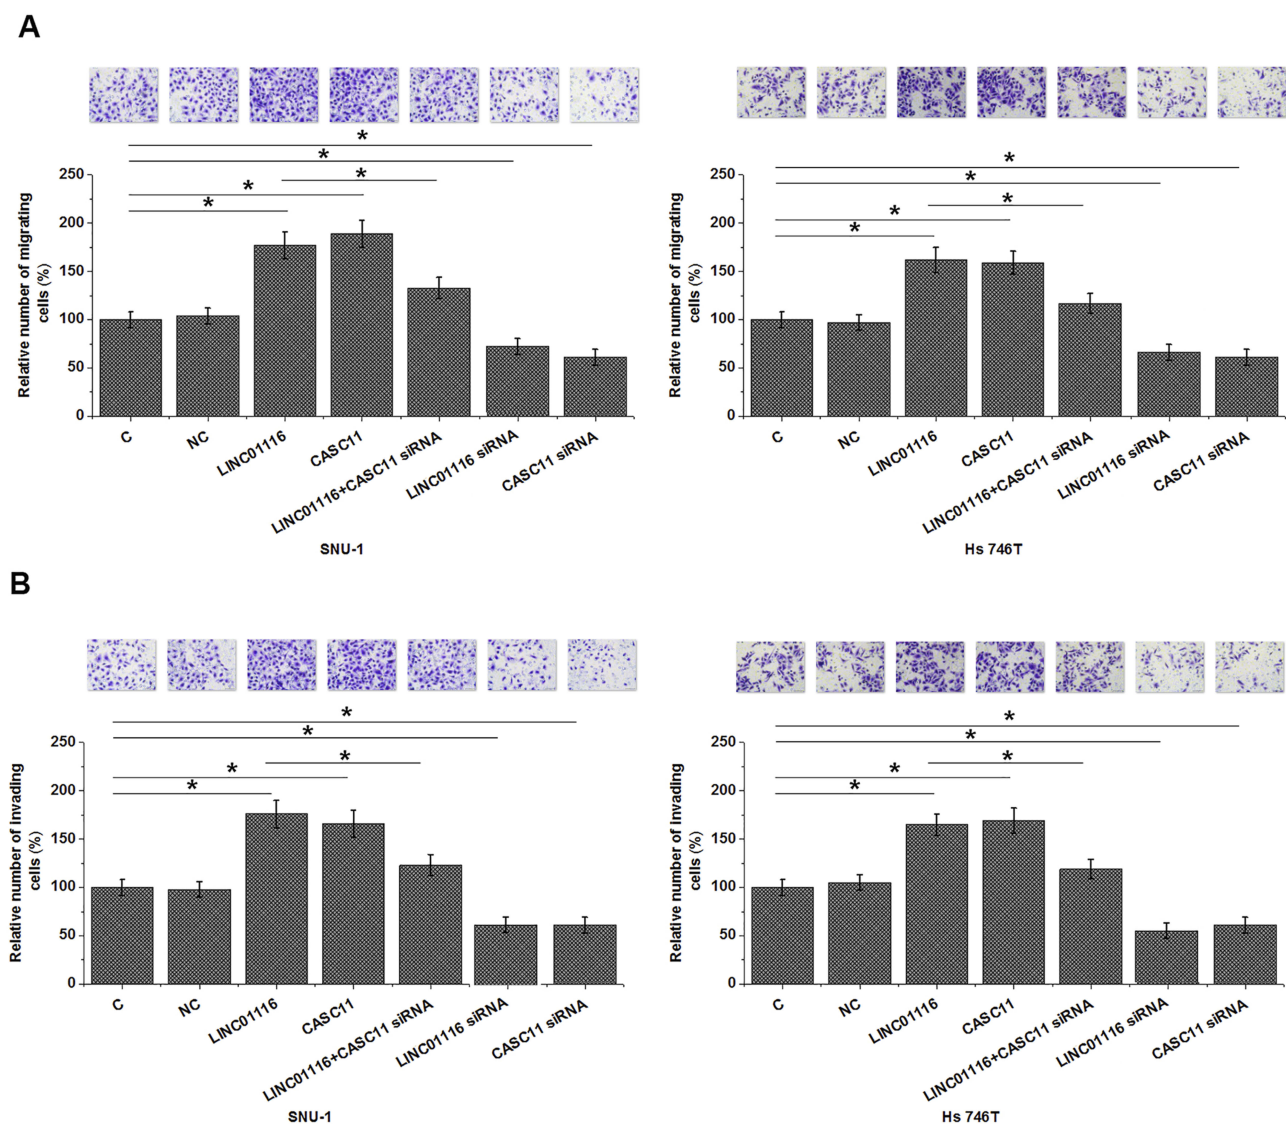 A
* * * * *
250
200
150
100
50
0
Relative number of migrating
cells (%)
C NC LINC01116 CASC11 LINC01116+CASC11 siRNA LINC01116 siRNA CASC11 siRNA
SNU-1
* * * * *
250
200
150
100
50
0
Relative number of migrating
cells (%)
C NC LINC01116 CASC11 LINC01116+CASC11 siRNA LINC01116 siRNA CASC11 siRNA
Hs 746T
B
* * * * *
250
200
150
100
50
0
Relative number of invading
cells (%)
C NC LINC01116 CASC11 LINC01116+CASC11 siRNA LINC01116 siRNA CASC11 siRNA
SNU-1
* * * * *
250
200
150
100
50
0
Relative number of invading
cells (%)
C NC LINC01116 CASC11 LINC01116+CASC11 siRNA LINC01116 siRNA CASC11 siRNA
Hs 746T